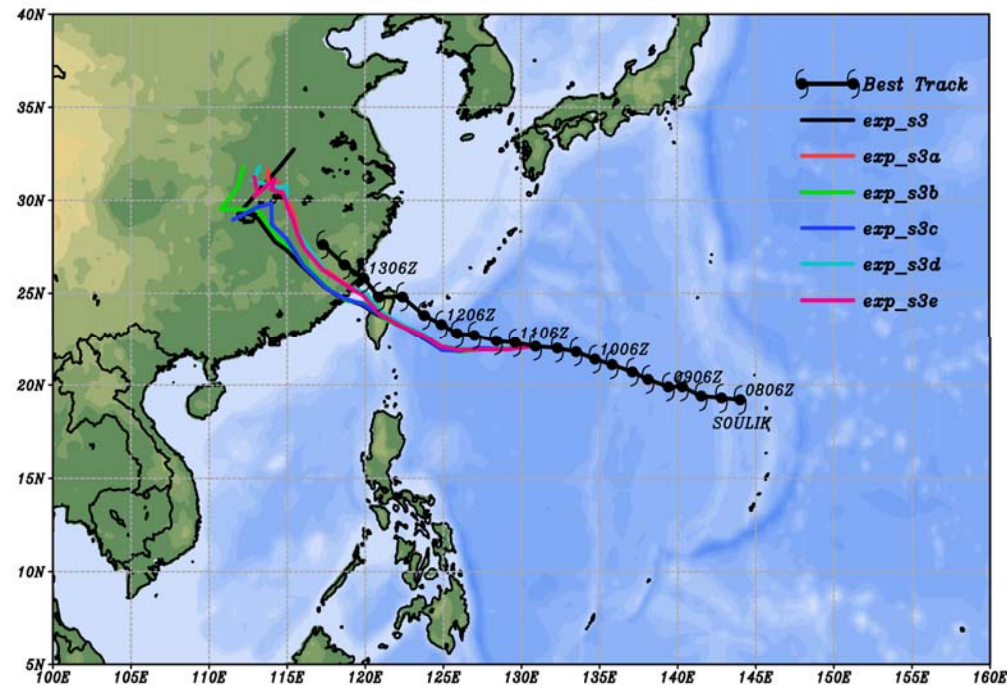 40N
35N
30N
25N
20N
15N
10N
5N
100E 105E 110E 115E 120E 125E 130E 135E 140E 145E 150E 155E 160E
Best Track
exp_s3
exp_s3a
exp_s3b
exp_s3c
exp_s3d
exp_s3e
1306Z
1206Z
1106Z
1006Z
0906Z
0806Z
SOULIK